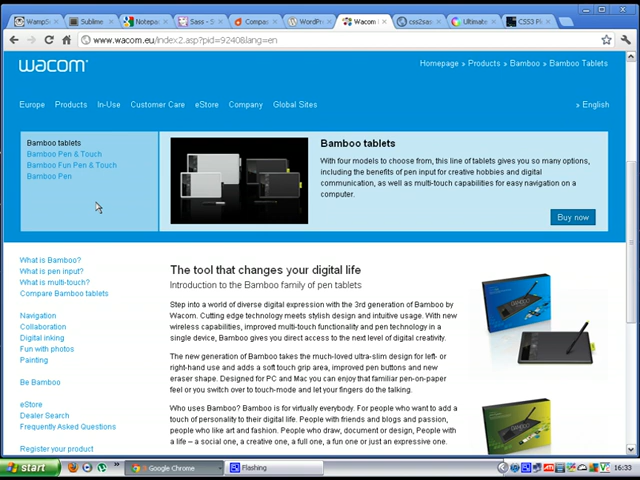 WampSe
Sublime
Notepa
Sass - S
Compas
WordPr
Wacom
css2sas
Ultimate
CSS3 Pl
www.wacom.eu/index2.asp?pid=9240&lang=en
wacom
Homepage » Products » Bamboo » Bamboo Tablets
Europe Products In-Use Customer Care eStore Company Global Sites » English
Bamboo tablets
Bamboo Pen & Touch
Bamboo Fun Pen & Touch
Bamboo Pen
Bamboo tablets
With four models to choose from, this line of tablets gives you so many options,
including the benefits of pen input for creative hobbies and digital
communication, as well as multi-touch capabilities for easy navigation on a
computer.
Buy now
What is Bamboo?
What is pen input?
What is multi-touch?
Compare Bamboo tablets
Navigation
Collaboration
Digital inking
Fun with photos
Painting
Be Bamboo
eStore
Dealer Search
Frequently Asked Questions
Register your product
The tool that changes your digital life
Introduction to the Bamboo family of pen tablets
Step into a world of diverse digital expression with the 3rd generation of Bamboo by
Wacom. Cutting edge technology meets stylish design and intuitive usage. With new
wireless capabilities, improved multi-touch functionality and pen technology in a
single device, Bamboo gives you direct access to the next level of digital creativity.
The new generation of Bamboo takes the much-loved ultra-slim design for left- or
right-hand use and adds a soft touch grip area, improved pen buttons and new
eraser shape. Designed for PC and Mac you can enjoy that familiar pen-on-paper
feel or you switch over to touch-mode and let your fingers do the talking.
Who uses Bamboo? Bamboo is for virtually everybody. For people who want to add a
touch of personality to their digital life. People with friends and blogs and passion,
people who like art and fashion. People who draw, document or design, People with
a life – a social one, a creative one, a full one, a fun one or just an expressive one.
BAMBOO
BAMBOO
start
3 Google Chrome
Flashing
16:33